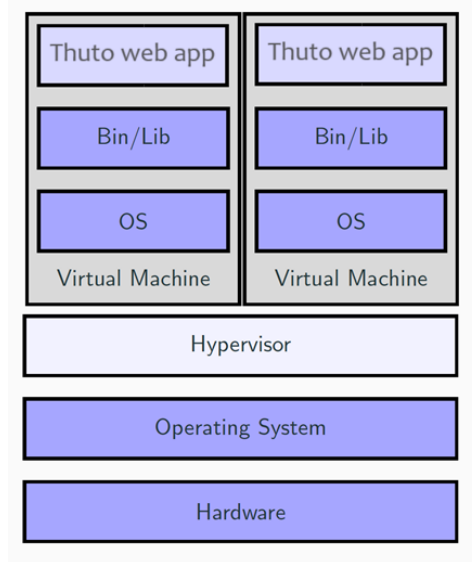 Thuto web app
Bin/Lib
OS
Virtual Machine
Thuto web app
Bin/Lib
OS
Virtual Machine
Hypervisor
Operating System
Hardware